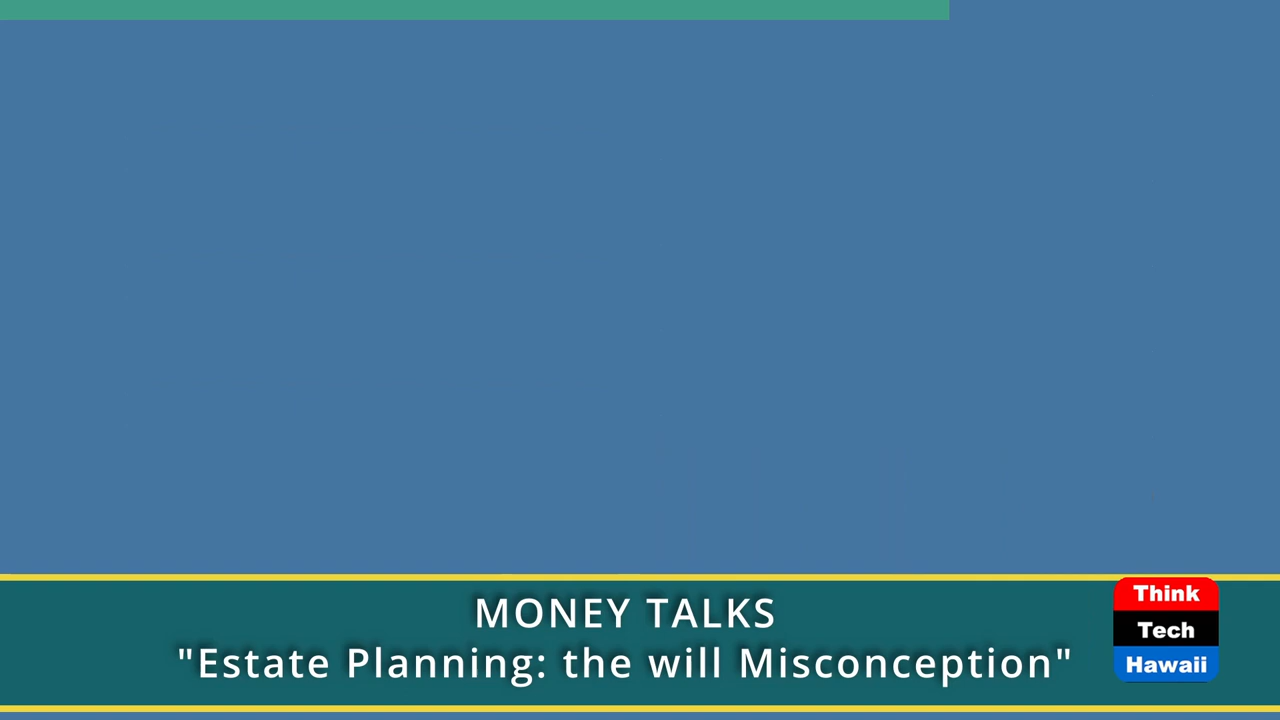 MONEY TALKS
"Estate Planning: the will Misconception"
Think
Tech
Hawaii